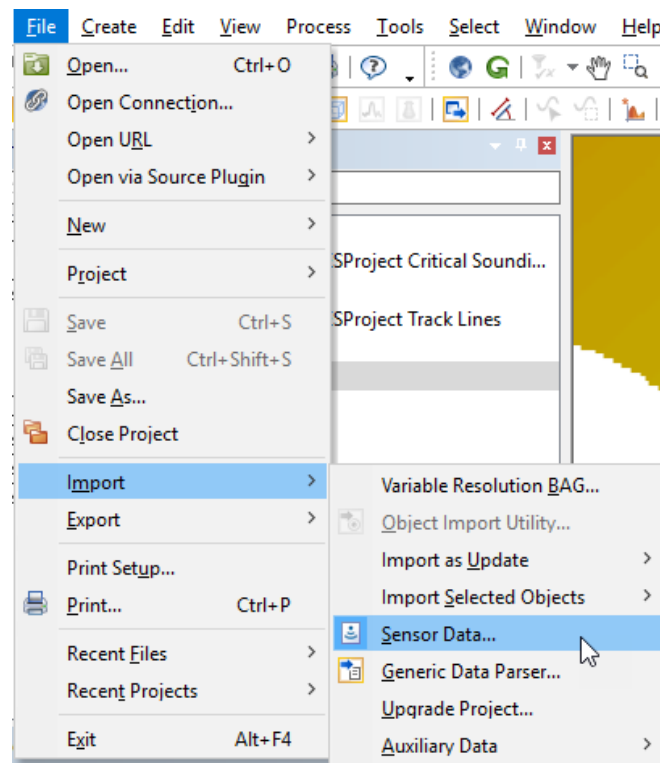 File Create Edit View Process Tools Select Window Help
Open... Ctrl+O
Open Connection...
Open URL
Open via Source Plugin
New
Project
SProject Critical Soundi...
Save Ctrl+S
SProject Track Lines
Save All Ctrl+Shift+S
Save As...
Close Project
Import
Variable Resolution BAG...
Export
Object Import Utility...
Import as Update
Print Setup...
Import Selected Objects
Print... Ctrl+P
Sensor Data...
Recent Files
Generic Data Parser...
Recent Projects
Upgrade Project...
Exit Alt+F4
Auxiliary Data